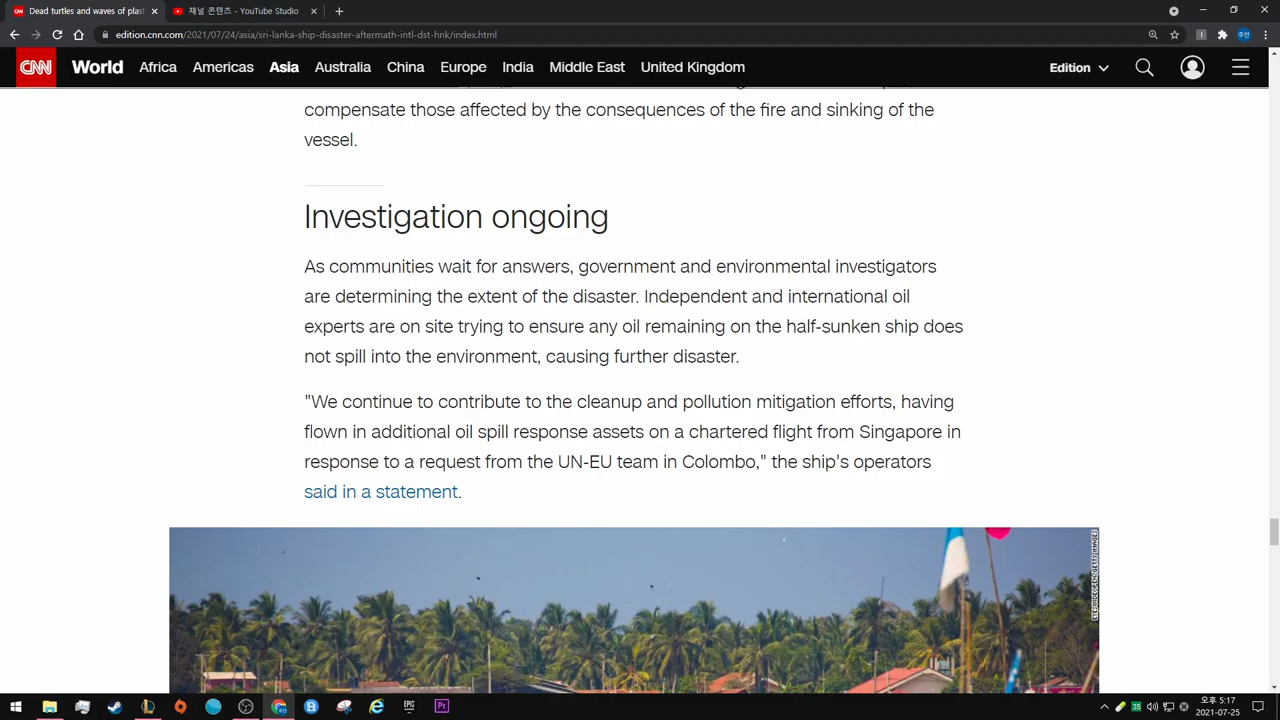 CNN Dead turtles and waves of plast
채널 콘텐츠 - YouTube Studio
edition.cnn.com/2021/07/24/asia/sri-lanka-ship-disaster-aftermath-intl-dst-hnk/index.html
주안
CNN World Africa Americas Asia Australia China Europe India Middle East United Kingdom Edition
compensate those affected by the consequences of the fire and sinking of the
vessel.
Investigation ongoing
As communities wait for answers, government and environmental investigators
are determining the extent of the disaster. Independent and international oil
experts are on site trying to ensure any oil remaining on the half-sunken ship does
not spill into the environment, causing further disaster.
"We continue to contribute to the cleanup and pollution mitigation efforts, having
flown in additional oil spill response assets on a chartered flight from Singapore in
response to a request from the UN-EU team in Colombo," the ship's operators
said in a statement.
EPIC
Pr
35
오후 5:17
2021-07-25